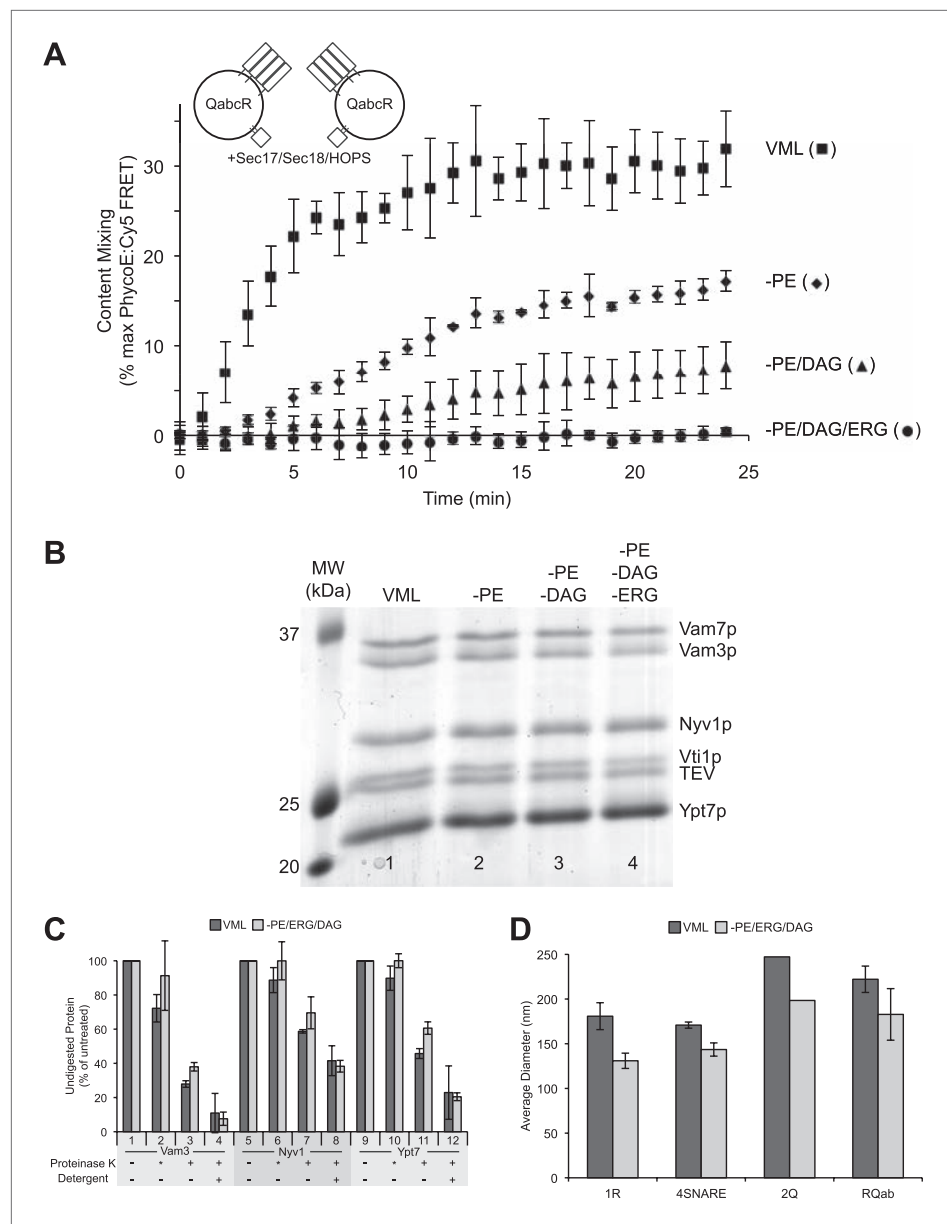 A
QabcR QabcR
+Sec17/Sec18/HOPS
Content Mixing
(% max PhycoE:Cy5 FRET)
30
20
10
0
0 5 10 15 20 25
Time (min)
VML (■)
-PE (◆)
-PE/DAG (▲)
-PE/DAG/ERG (●)
B
MW
(kDa)
VML
-PE
-PE
-DAG
-PE
-DAG
-ERG
37
25
20
Vam7p
Vam3p
Nyv1p
Vti1p
TEV
Ypt7p
1 2 3 4
C
VML -PE/ERG/DAG
Undigested Protein
(% of untreated)
100
80
60
40
20
0
1 2 3 4 5 6 7 8 9 10 11 12
Vam3 Nyv1 Ypt7
Proteinase K - * + + - * + + - * + +
Detergent - - - + - - - + - - - +
D
VML -PE/ERG/DAG
Average Diameter (nm)
250
200
150
100
50
0
1R 4SNARE 2Q RQab